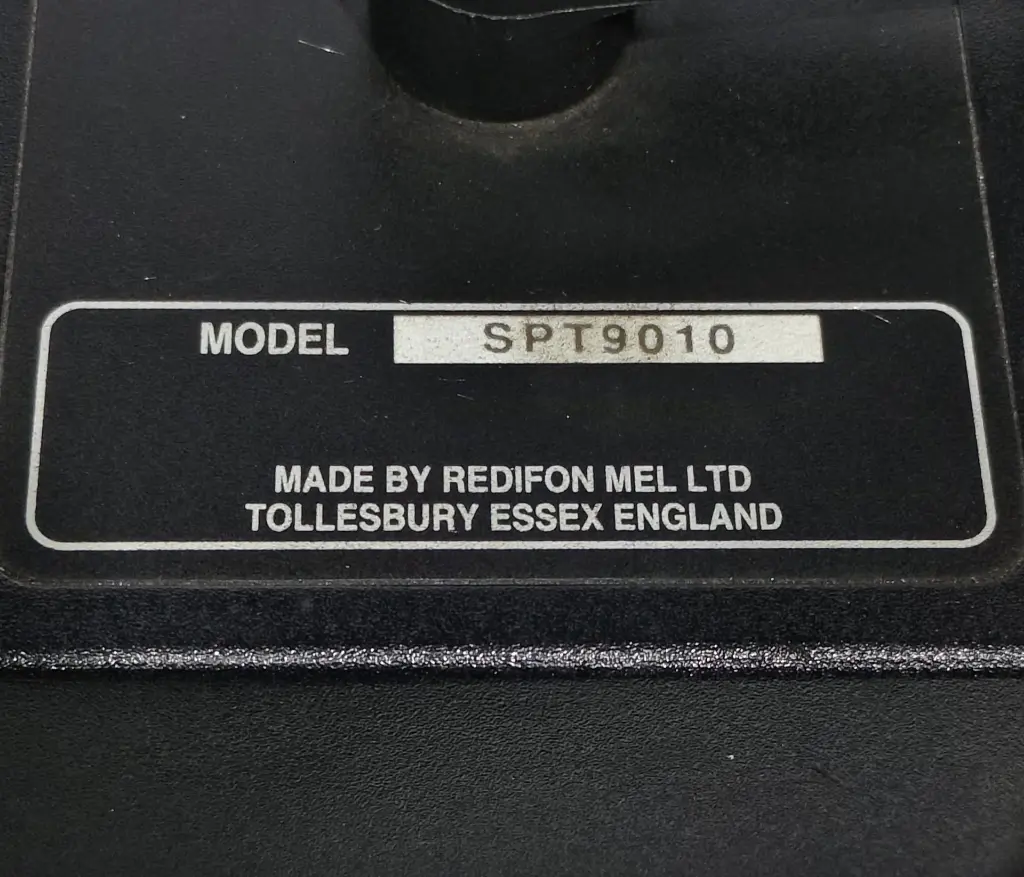 MODEL SPT9010
MADE BY REDIFON MEL LTD
TOLLESBURY ESSEX ENGLAND